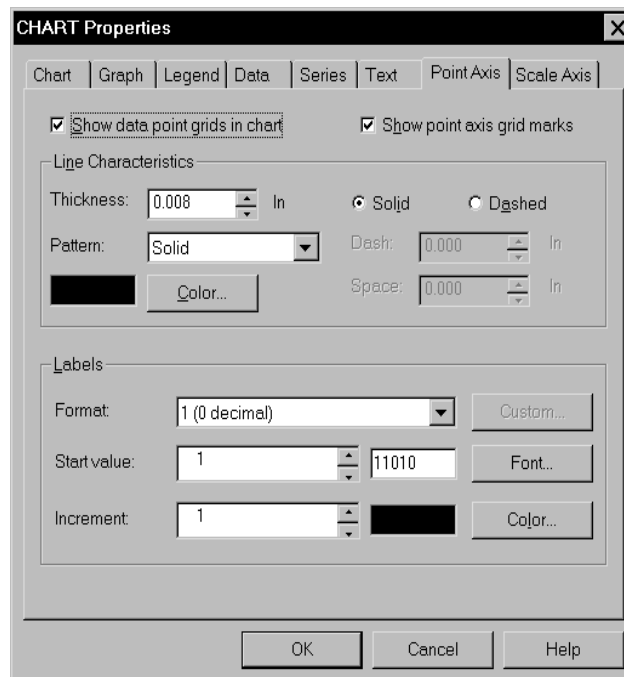 CHART Properties
Chart Graph Legend Data Series Text Point Axis Scale Axis
Show data point grids in chart Show point axis grid marks
Line Characteristics
Thickness: 0.008 In Solid Dashed
Pattern: Solid Dash: 0.000 In
Color... Space: 0.000 In
Labels
Format: 1 (0 decimal) Custom...
Start value: 1 11010 Font...
Increment: 1 Color...
OK Cancel Help